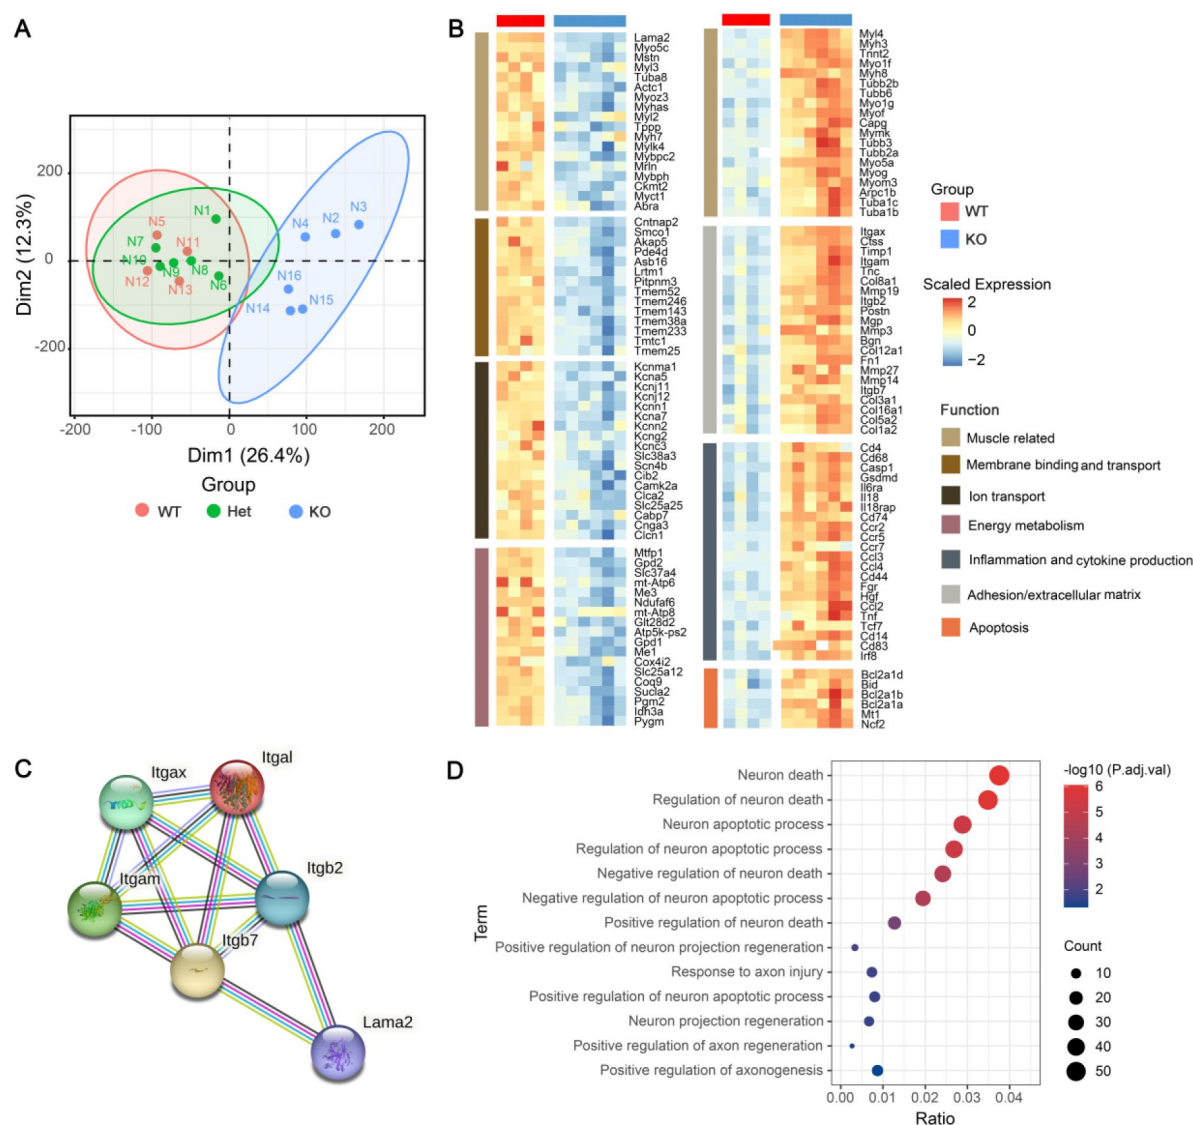 A
Dim2 (12.3%)
200
0
-200
N1
N2
N3
N4
N5
N7
N11
N10
N9
N8
N12
N13
N6
N16
N14
N15
-200
-100
0
100
200
Dim1 (26.4%)
Group
WT
Het
KO
B
Lama2
Myo5c
Mstn
Myl3
Tuba8
Actc1
Myoz3
Myhas
Myl2
Tppp
Myh7
Mylk4
Mybpc2
Mrln
Mybph
Ckmt2
Myct1
Abra
Cntnap2
Smco1
Akap5
Pde4d
Asb16
Lrtm1
Pitpnm3
Tmem52
Tmem246
Tmem143
Tmem38a
Tmem233
Tmtc1
Tmem25
Kcnma1
Kcna5
Kcnj11
Kcnj12
Kcnn1
Kcna7
Kcnn2
Kcng2
Kcnc3
Slc38a3
Scn4b
Cib2
Camk2a
Clca2
Slc25a25
Cabp7
Cnga3
Clcn1
Mtfp1
Gpd2
Slc37a4
mt-Atp6
Me3
Ndufaf6
mt-Atp8
Glt28d2
Atp5k-ps2
Gpd1
Me1
Cox4i2
Slc25a12
Coq9
Sucla2
Pgm2
Idh3a
Pygm
Myl4
Myh3
Tnnt2
Myo1f
Myh8
Tubb2b
Tubb6
Myo1g
Myof
Capg
Mymk
Tubb3
Tubb2a
Myo5a
Myog
Myom3
Arpc1b
Tuba1c
Tuba1b
Itgax
Ctss
Timp1
Itgam
Tnc
Col8a1
Mmp19
Itgb2
Postn
Mgp
Mmp3
Bgn
Col12a1
Fn1
Mmp27
Mmp14
Itgb7
Col3a1
Col16a1
Col5a2
Col1a2
Cd4
Cd68
Casp1
Gsdmd
Il6ra
Il18
Il18rap
Cd74
Ccr2
Ccr5
Ccr7
Ccl3
Ccl4
Cd44
Fgr
Hgf
Ccl2
Tnf
Tcf7
Cd14
Cd83
Irf8
Bcl2a1d
Bid
Bcl2a1b
Bcl2a1a
Mt1
Ncf2
Group
WT
KO
Scaled Expression
2
0
−2
Function
Muscle related
Membrane binding and transport
Ion transport
Energy metabolism
Inflammation and cytokine production
Adhesion/extracellular matrix
Apoptosis
C
Itgal
Itgax
Itgb2
Itgam
Itgb7
Lama2
D
Term
Neuron death
Regulation of neuron death
Neuron apoptotic process
Regulation of neuron apoptotic process
Negative regulation of neuron death
Negative regulation of neuron apoptotic process
Positive regulation of neuron death
Positive regulation of neuron projection regeneration
Response to axon injury
Positive regulation of neuron apoptotic process
Neuron projection regeneration
Positive regulation of axon regeneration
Positive regulation of axonogenesis
0.00
0.01
0.02
0.03
0.04
Ratio
-log10 (P.adj.val)
6
5
4
3
2
Count
10
20
30
40
50